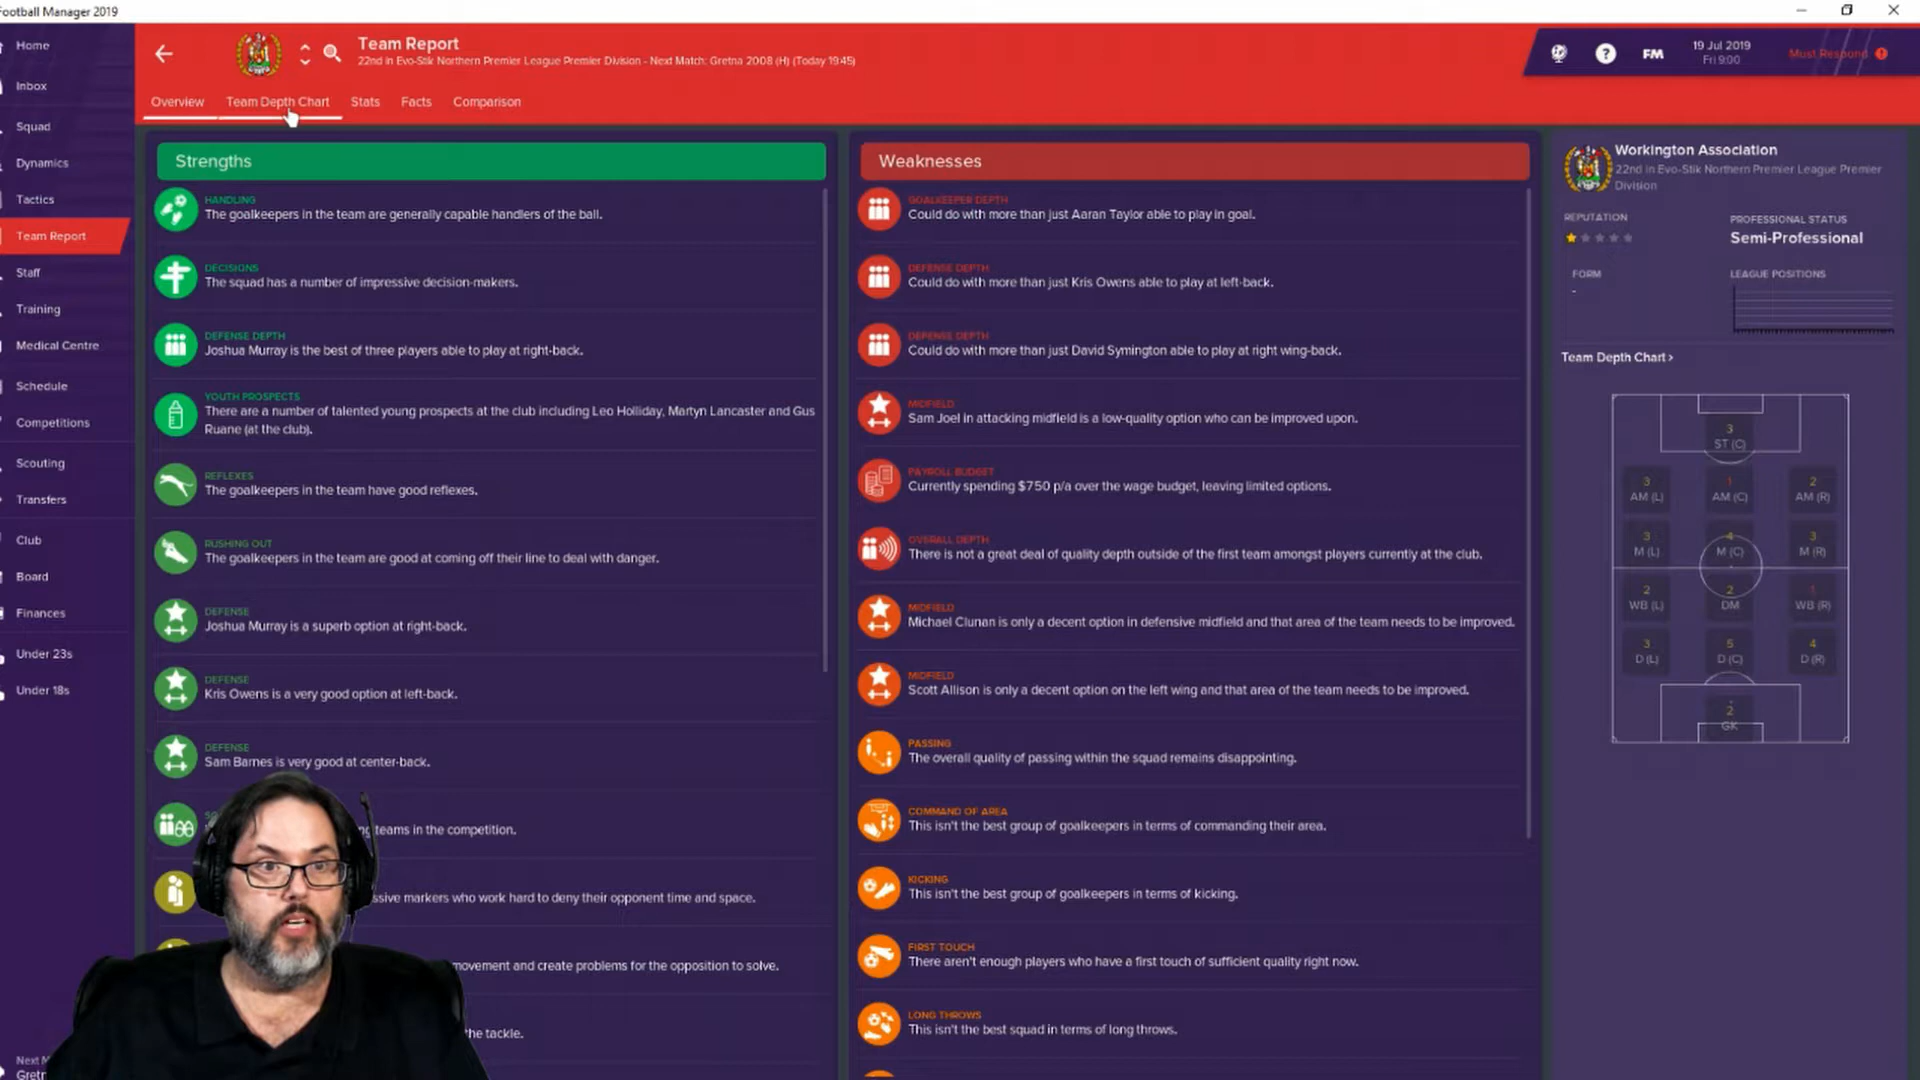 Football Manager 2019
Home
Inbox
Squad
Dynamics
Tactics
Team Report
Staff
Training
Medical Centre
Schedule
Competitions
Scouting
Transfers
Club
Board
Finances
Under 23s
Under 18s
Next M
Gretn
Team Report
22nd in Evo-Stik Northern Premier League Premier Division - Next Match: Gretna 2008 (H) (Today 19:45)
Overview
Team Depth Chart
Stats
Facts
Comparison
?
FM
19 Jul 2019
Fri 9:00
Must Respond
Strengths
HANDLING
The goalkeepers in the team are generally capable handlers of the ball.
DECISIONS
The squad has a number of impressive decision-makers.
DEFENSE DEPTH
Joshua Murray is the best of three players able to play at right-back.
YOUTH PROSPECTS
There are a number of talented young prospects at the club including Leo Holliday, Martyn Lancaster and Gus
Ruane (at the club).
REFLEXES
The goalkeepers in the team have good reflexes.
RUSHING OUT
The goalkeepers in the team are good at coming off their line to deal with danger.
DEFENSE
Joshua Murray is a superb option at right-back.
DEFENSE
Kris Owens is a very good option at left-back.
DEFENSE
Sam Barnes is very good at center-back.
teams in the competition.
ssive markers who work hard to deny their opponent time and space.
movement and create problems for the opposition to solve.
the tackle.
Weaknesses
GOALKEEPER DEPTH
Could do with more than just Aaran Taylor able to play in goal.
DEFENSE DEPTH
Could do with more than just Kris Owens able to play at left-back.
DEFENSE DEPTH
Could do with more than just David Symington able to play at right wing-back.
MIDFIELD
Sam Joel in attacking midfield is a low-quality option who can be improved upon.
PAYROLL BUDGET
Currently spending $750 p/a over the wage budget, leaving limited options.
OVERALL DEPTH
There is not a great deal of quality depth outside of the first team amongst players currently at the club.
MIDFIELD
Michael Clunan is only a decent option in defensive midfield and that area of the team needs to be improved.
MIDFIELD
Scott Allison is only a decent option on the left wing and that area of the team needs to be improved.
PASSING
The overall quality of passing within the squad remains disappointing.
COMMAND OF AREA
This isn't the best group of goalkeepers in terms of commanding their area.
KICKING
This isn't the best group of goalkeepers in terms of kicking.
FIRST TOUCH
There aren't enough players who have a first touch of sufficient quality right now.
LONG THROWS
This isn't the best squad in terms of long throws.
Workington Association
22nd in Evo-Stik Northern Premier League Premier
Division
REPUTATION
PROFESSIONAL STATUS
Semi-Professional
FORM
-
LEAGUE POSITIONS
Team Depth Chart >
3
ST (C)
3 1 2
AM (L) AM (C) AM (R)
3 4 3
M (L) M (C) M (R)
2 2 1
WB (L) DM WB (R)
3 5 4
D (L) D (C) D (R)
2
GK